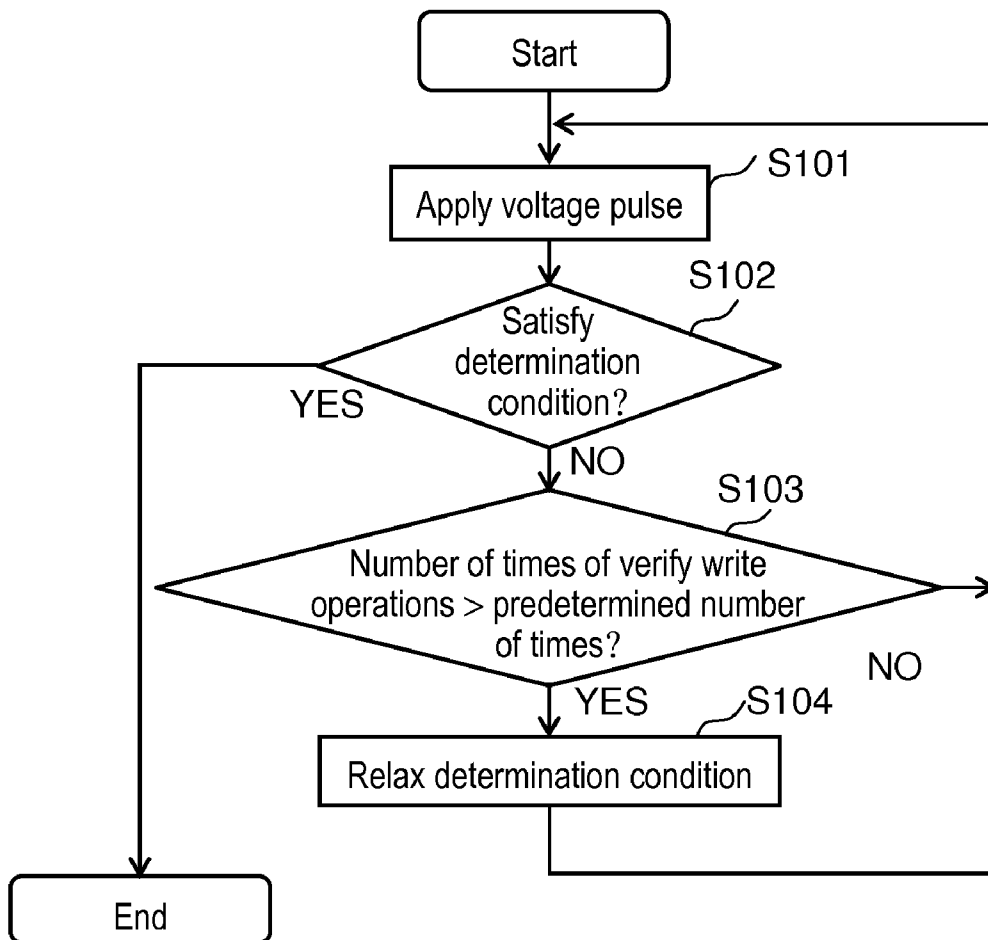 Start
S101
Apply voltage pulse
S102
Satisfy
determination
condition?
YES
NO
S103
Number of times of verify write
operations > predetermined number
of times?
NO
YES
S104
Relax determination condition
End